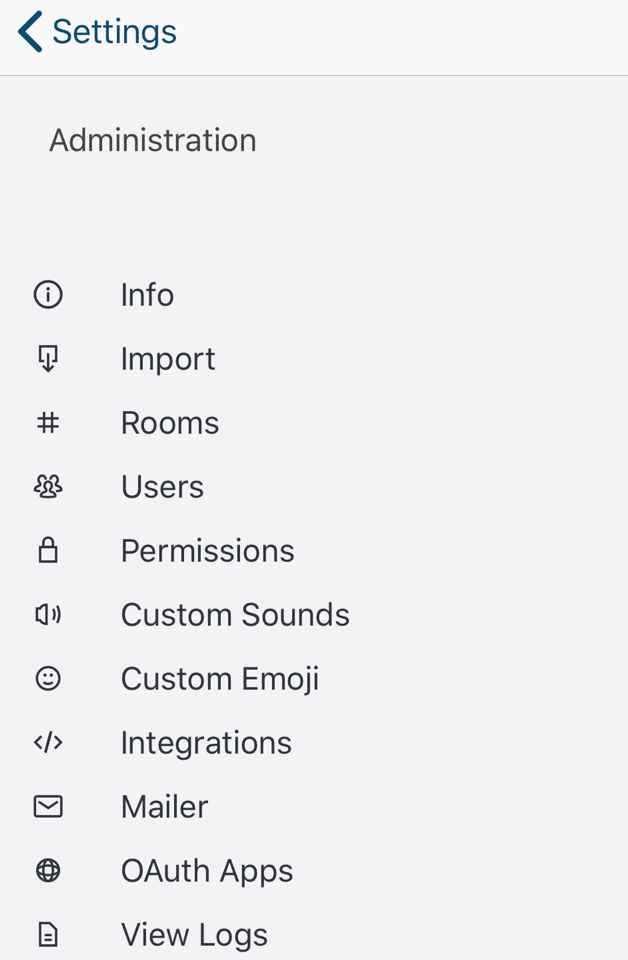 Settings
Administration
Info
Import
Rooms
Users
Permissions
Custom Sounds
Custom Emoji
Integrations
Mailer
OAuth Apps
View Logs